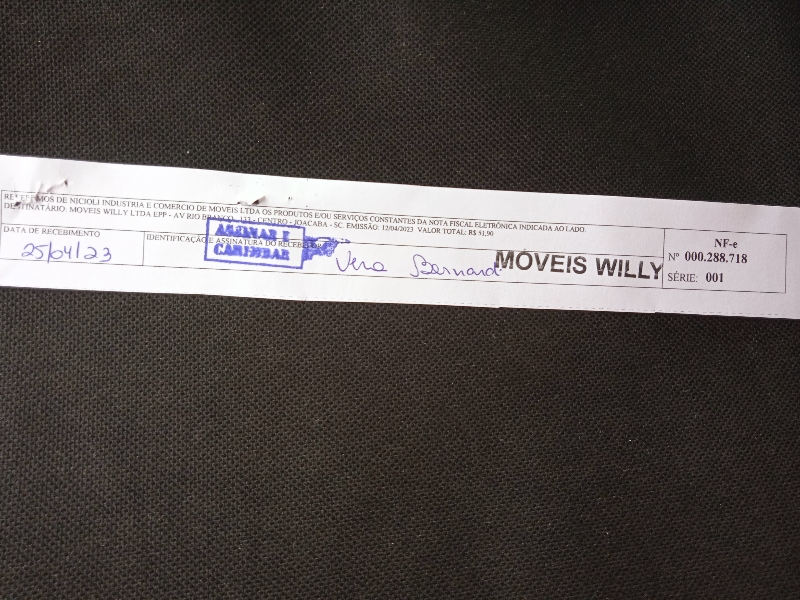 RECEBEMOS DE NICIOLI INDUSTRIA E COMERCIO DE MOVEIS LTDA OS PRODUTOS E/OU SERVIÇOS CONSTANTES DA NOTA FISCAL ELETRÔNICA INDICADA AO LADO.
DESTINATÁRIO: MOVEIS WILLY LTDA EPP - AV RIO BRANCO, 133 - CENTRO - JOACABA - SC. EMISSÃO: 12/04/2023 VALOR TOTAL: R$ 51,90
DATA DE RECEBIMENTO
25/04/23
IDENTIFICAÇÃO E ASSINATURA DO RECEBEDOR
ASSINAR E
CARIMBAR
Vera Bernardi
MÓVEIS WILLY
NF-e
Nº 000.288.718
SÉRIE: 001